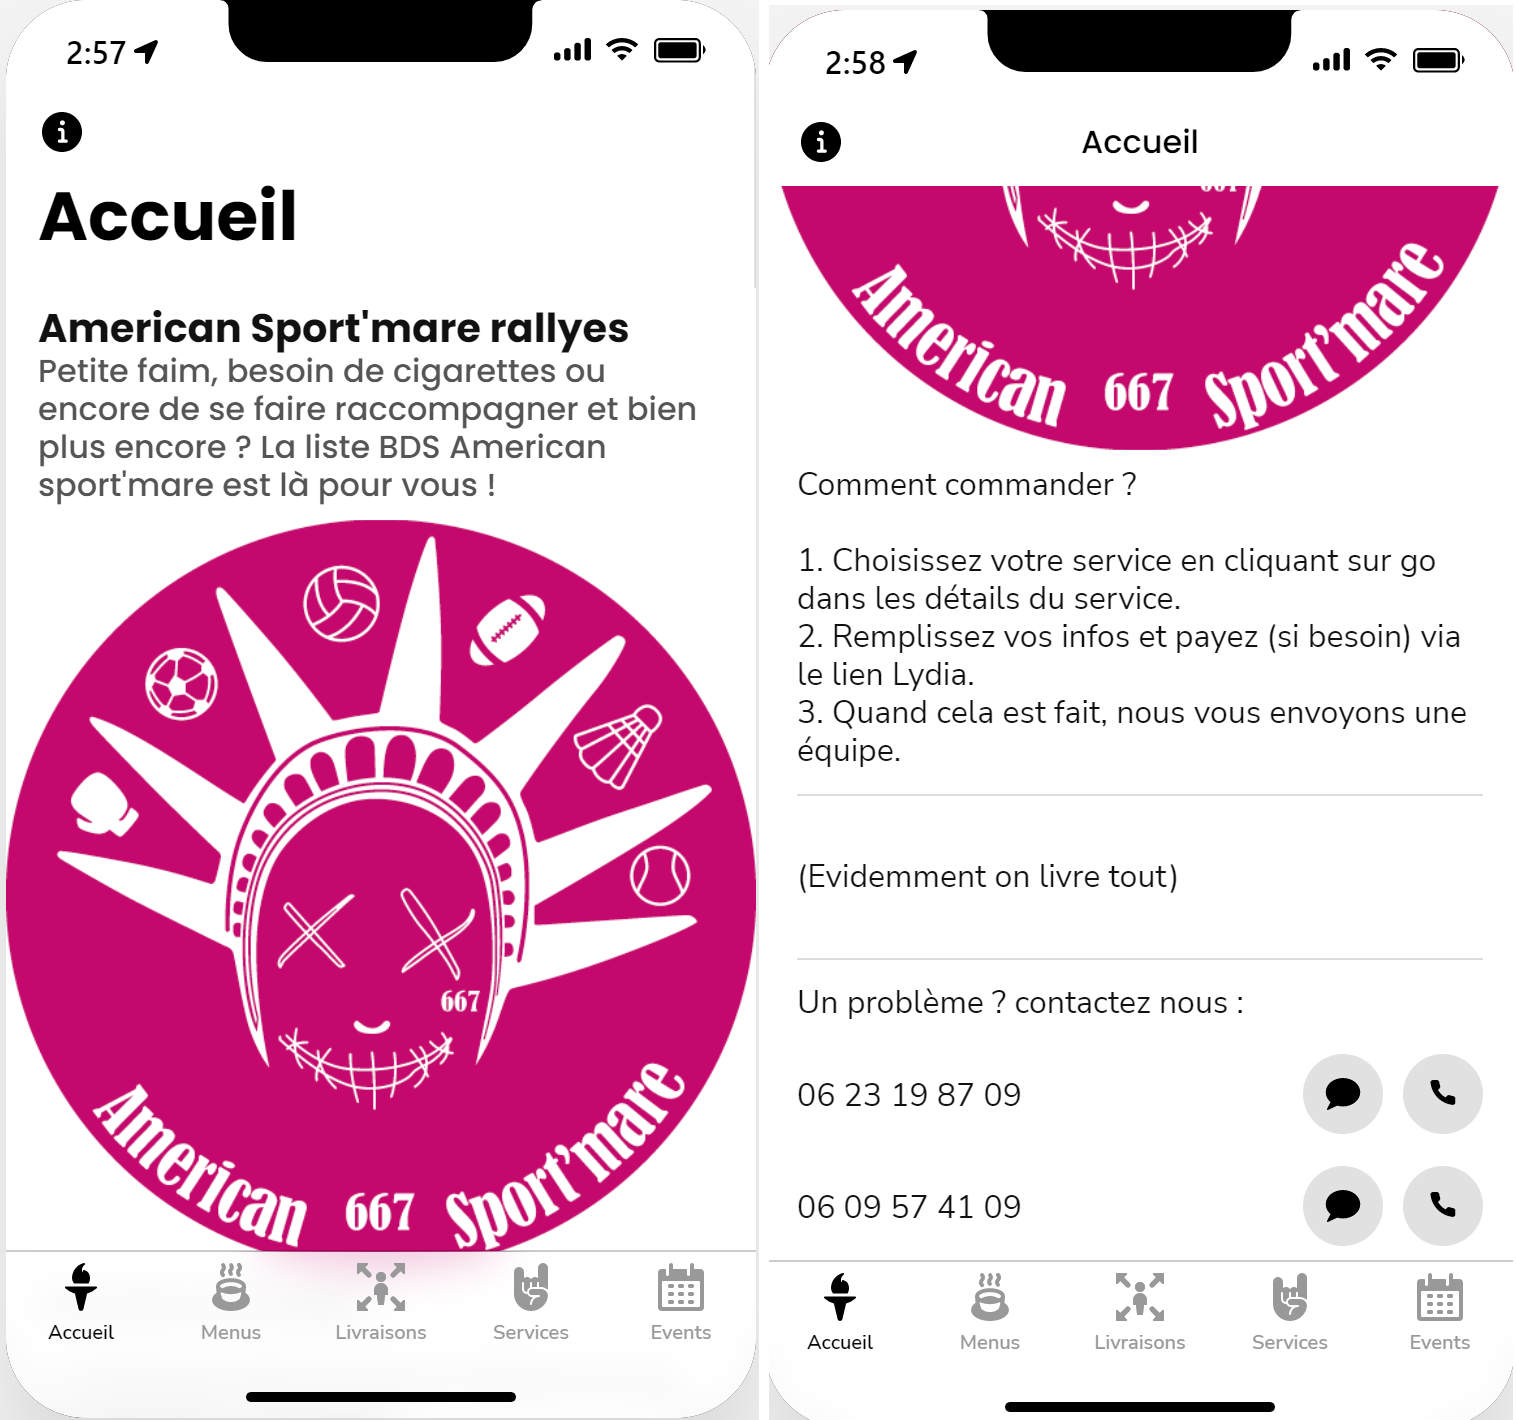 2:57
Accueil
American Sport'mare rallyes
Petite faim, besoin de cigarettes ou
encore de se faire raccompagner et bien
plus encore ? La liste BDS American
sport'mare est là pour vous !
667
American 667 Sport'mare
Accueil
Menus
Livraisons
Services
Events
2:58
Accueil
667
American 667 Sport'mare
Comment commander ?
1. Choisissez votre service en cliquant sur go
dans les détails du service.
2. Remplissez vos infos et payez (si besoin) via
le lien Lydia.
3. Quand cela est fait, nous vous envoyons une
équipe.
(Evidemment on livre tout)
Un problème ? contactez nous :
06 23 19 87 09
06 09 57 41 09
Accueil
Menus
Livraisons
Services
Events